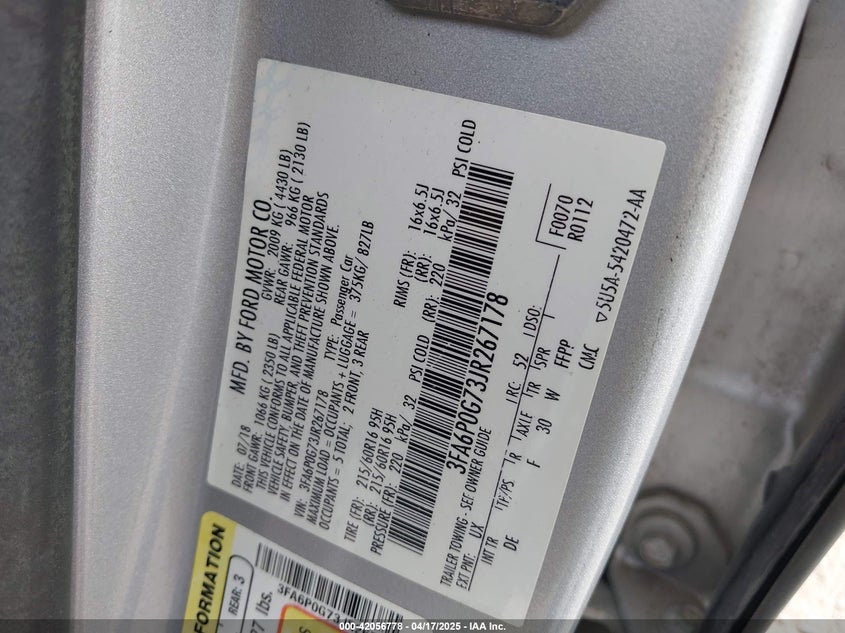 MFD. BY FORD MOTOR CO.
DATE: 07/18 GVWR: 2009 KG ( 4430 LB)
FRONT GAWR: 1066 KG ( 2350 LB) REAR GAWR: 966 KG ( 2130 LB)
THIS VEHICLE CONFORMS TO ALL APPLICABLE FEDERAL MOTOR
VEHICLE SAFETY, BUMPER, AND THEFT PREVENTION STANDARDS
IN EFFECT ON THE DATE OF MANUFACTURE SHOWN ABOVE.
VIN: 3FA6P0G73JR267178 TYPE: Passenger Car
MAXIMUM LOAD = OCCUPANTS + LUGGAGE = 375KG/ 827LB
OCCUPANTS = 5 TOTAL; 2 FRONT 3 REAR
TIRE (FR): 215/60R16 95H RIMS (FR): 16x6.5J
(RR): 215/60R16 95H (RR): 16x6.5J
PRESSURE (FR): 220 kPa/ 32 PSI COLD (RR): 220 kPa/ 32 PSI COLD
3FA6P0G73JR267178
TRAILER TOWING - SEE OWNER GUIDE
EXT PNT: UX RC: 52 DSO: F0070
R0112
INT TR TP/PS R AXLE TR SPR
DE F 30 W FFPP
CMC ▽5U5A-5420472-AA
FORMATION
REAR: 3
lbs.
3FA6P0G73J
000-42056778 - 04/17/2025 - IAA Inc.